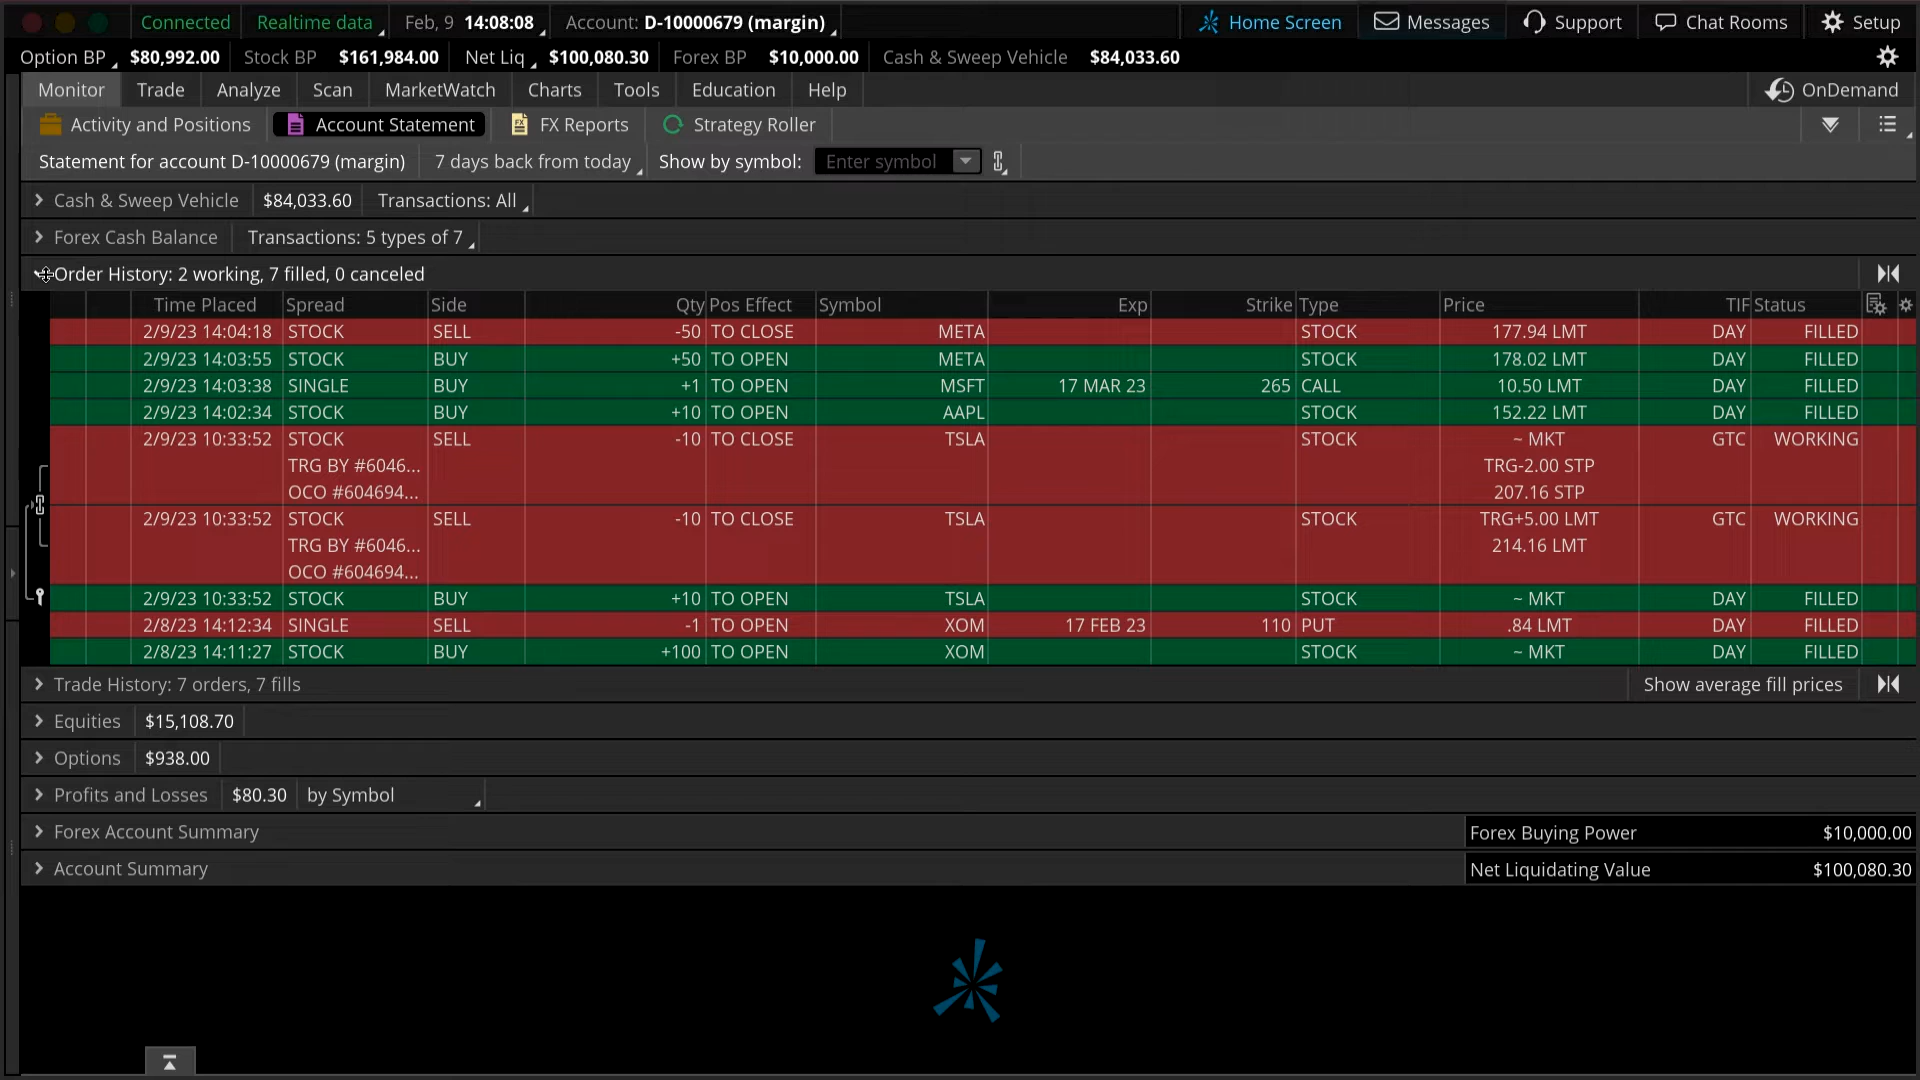 Connected Realtime data Feb, 9 14:08:08 Account: D-10000679 (margin) Home Screen Messages Support Chat Rooms Setup
Option BP $80,992.00 Stock BP $161,984.00 Net Liq $100,080.30 Forex BP $10,000.00 Cash & Sweep Vehicle $84,033.60
Monitor Trade Analyze Scan MarketWatch Charts Tools Education Help OnDemand
Activity and Positions Account Statement FX Reports Strategy Roller
Statement for account D-10000679 (margin) 7 days back from today Show by symbol: Enter symbol
Cash & Sweep Vehicle $84,033.60 Transactions: All
Forex Cash Balance Transactions: 5 types of 7
Order History: 2 working, 7 filled, 0 canceled
Time Placed Spread Side Qty Pos Effect Symbol Exp Strike Type Price TIF Status
2/9/23 14:04:18 STOCK SELL -50 TO CLOSE META STOCK 177.94 LMT DAY FILLED
2/9/23 14:03:55 STOCK BUY +50 TO OPEN META STOCK 178.02 LMT DAY FILLED
2/9/23 14:03:38 SINGLE BUY +1 TO OPEN MSFT 17 MAR 23 265 CALL 10.50 LMT DAY FILLED
2/9/23 14:02:34 STOCK BUY +10 TO OPEN AAPL STOCK 152.22 LMT DAY FILLED
2/9/23 10:33:52 STOCK SELL -10 TO CLOSE TSLA STOCK ~ MKT GTC WORKING
TRG BY #6046... TRG-2.00 STP
OCO #604694... 207.16 STP
2/9/23 10:33:52 STOCK SELL -10 TO CLOSE TSLA STOCK TRG+5.00 LMT GTC WORKING
TRG BY #6046... 214.16 LMT
OCO #604694...
2/9/23 10:33:52 STOCK BUY +10 TO OPEN TSLA STOCK ~ MKT DAY FILLED
2/8/23 14:12:34 SINGLE SELL -1 TO OPEN XOM 17 FEB 23 110 PUT .84 LMT DAY FILLED
2/8/23 14:11:27 STOCK BUY +100 TO OPEN XOM STOCK ~ MKT DAY FILLED
Trade History: 7 orders, 7 fills Show average fill prices
Equities $15,108.70
Options $938.00
Profits and Losses $80.30 by Symbol
Forex Account Summary Forex Buying Power $10,000.00
Account Summary Net Liquidating Value $100,080.30